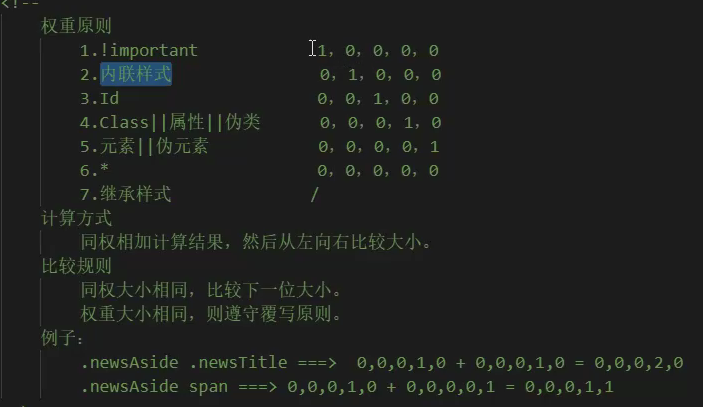 <!--
权重原则
1.!important 1, 0, 0, 0, 0
2.内联样式 0, 1, 0, 0, 0
3.Id 0, 0, 1, 0, 0
4.Class||属性||伪类 0, 0, 0, 1, 0
5.元素||伪元素 0, 0, 0, 0, 1
6.* 0, 0, 0, 0, 0
7.继承样式 /
计算方式
同权相加计算结果，然后从左向右比较大小。
比较规则
同权大小相同，比较下一位大小。
权重大小相同，则遵守覆写原则。
例子：
.newsAside .newsTitle ===> 0,0,0,1,0 + 0,0,0,1,0 = 0,0,0,2,0
.newsAside span ===> 0,0,0,1,0 + 0,0,0,0,1 = 0,0,0,1,1